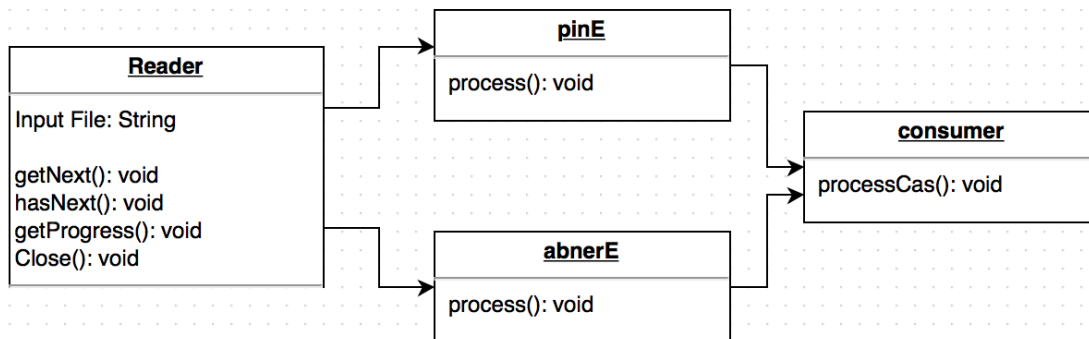 Reader
Input File: String
getNext(): void
hasNext(): void
getProgress(): void
Close(): void
pinE
process(): void
abnerE
process(): void
consumer
processCas(): void